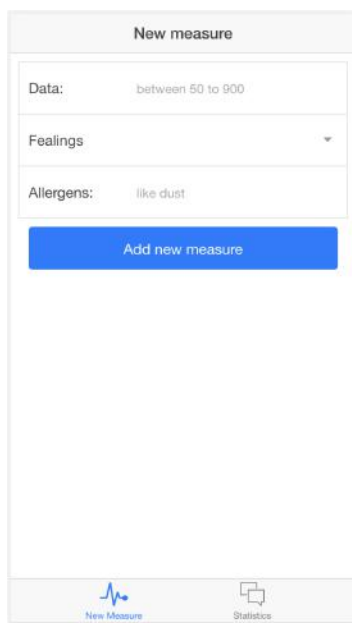 New measure
Data: between 50 to 900
Fealings
Allergens: like dust
Add new measure
New Measure Statistics